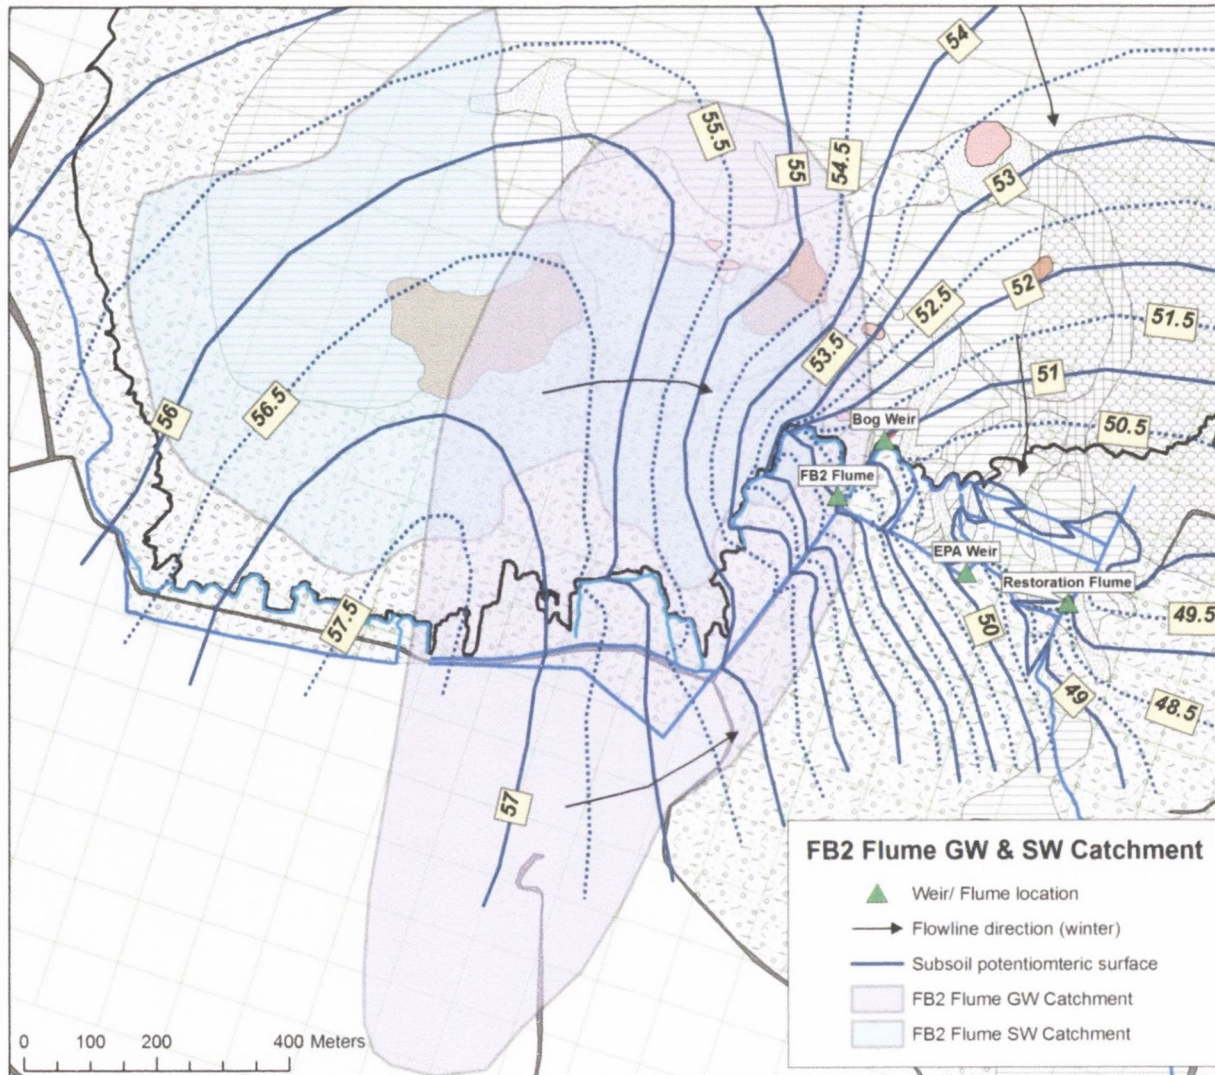 54
55.5
55
54.5
53
52
52.5
51.5
53.5
51
56
56.5
50.5
Bog Weir
FB2 Flume
EPA Weir
Restoration Flume
57.5
50
49.5
49
48.5
57
FB2 Flume GW & SW Catchment
Weir/ Flume location
Flowline direction (winter)
Subsoil potentiomteric surface
FB2 Flume GW Catchment
FB2 Flume SW Catchment
0 100 200 400 Meters